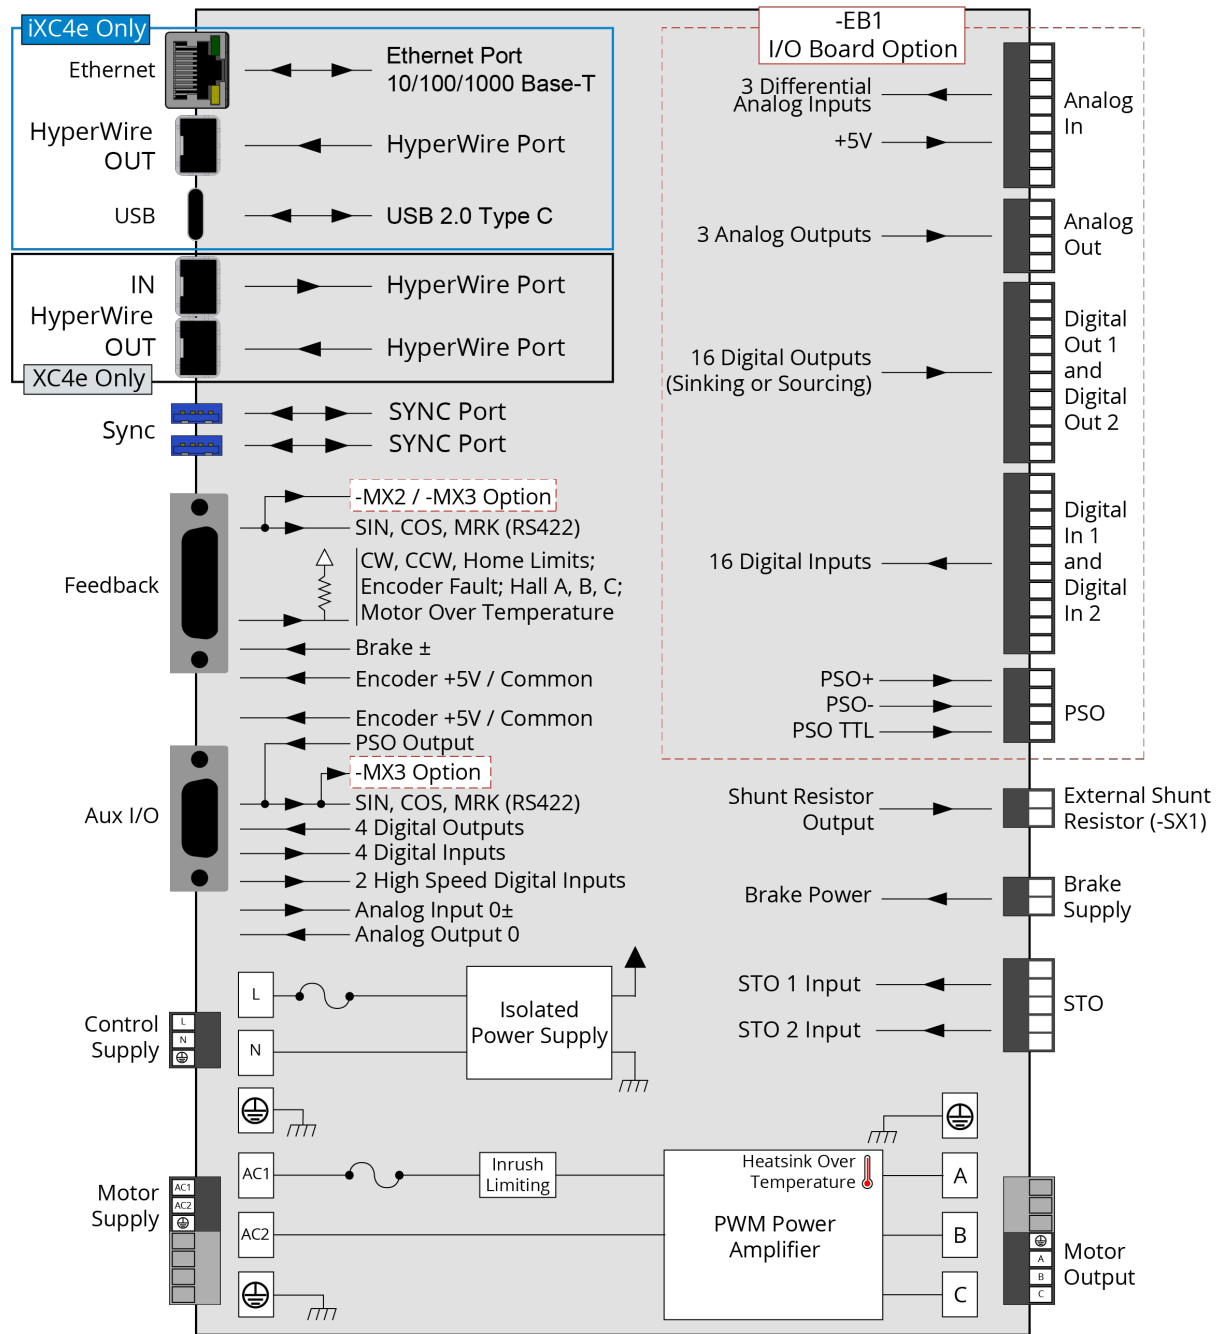 iXC4e Only
Ethernet
Ethernet Port
10/100/1000 Base-T
HyperWire
OUT
HyperWire Port
USB
USB 2.0 Type C
IN
HyperWire Port
HyperWire
OUT
HyperWire Port
XC4e Only
Sync
SYNC Port
SYNC Port
Feedback
-MX2 / -MX3 Option
SIN, COS, MRK (RS422)
CW, CCW, Home Limits;
Encoder Fault; Hall A, B, C;
Motor Over Temperature
Brake ±
Encoder +5V / Common
Aux I/O
Encoder +5V / Common
PSO Output
-MX3 Option
SIN, COS, MRK (RS422)
4 Digital Outputs
4 Digital Inputs
2 High Speed Digital Inputs
Analog Input 0±
Analog Output 0
Control
Supply
L
N
L
N
Isolated
Power Supply
Motor
Supply
AC1
AC2
AC1
AC2
Inrush
Limiting
Heatsink Over
Temperature
PWM Power
Amplifier
A
B
C
-EB1
I/O Board Option
3 Differential
Analog Inputs
+5V
Analog
In
3 Analog Outputs
Analog
Out
16 Digital Outputs
(Sinking or Sourcing)
Digital
Out 1
and
Digital
Out 2
16 Digital Inputs
Digital
In 1
and
Digital
In 2
PSO+
PSO-
PSO TTL
PSO
Shunt Resistor
Output
External Shunt
Resistor (-SX1)
Brake Power
Brake
Supply
STO 1 Input
STO 2 Input
STO
A
B
C
Motor
Output